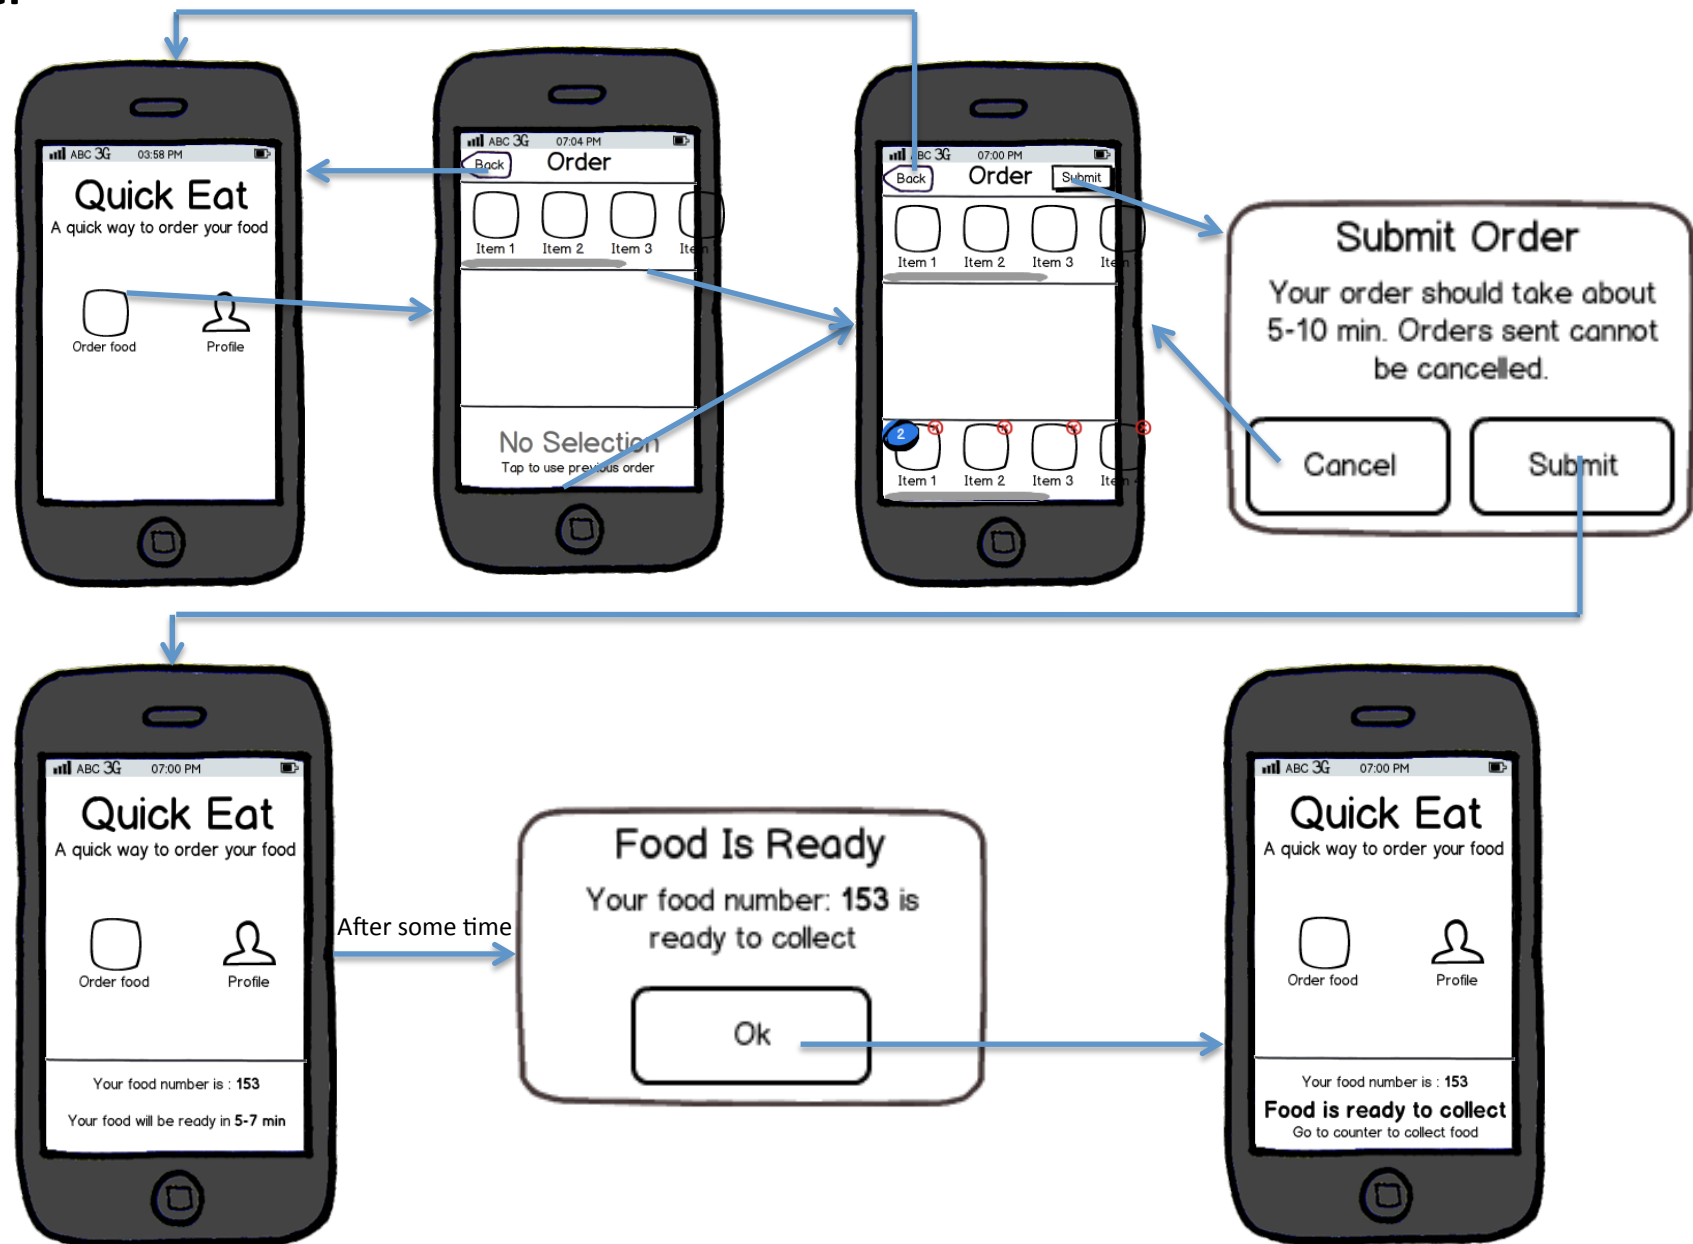 ABC 3G 03:58 PM
Quick Eat
A quick way to order your food
Order food Profile
ABC 3G 07:04 PM
Back Order
Item 1 Item 2 Item 3
No Selection
Tap to use previous order
ABC 3G 07:00 PM
Back Order Submit
Item 1 Item 2 Item 3
2
Item 1 Item 2 Item 3 Item 4
Submit Order
Your order should take about
5-10 min. Orders sent cannot
be cancelled.
Cancel Submit
ABC 3G 07:00 PM
Quick Eat
A quick way to order your food
Order food Profile
Your food number is : 153
Your food will be ready in 5-7 min
After some time
Food Is Ready
Your food number: 153 is
ready to collect
Ok
ABC 3G 07:00 PM
Quick Eat
A quick way to order your food
Order food Profile
Your food number is : 153
Food is ready to collect
Go to counter to collect food